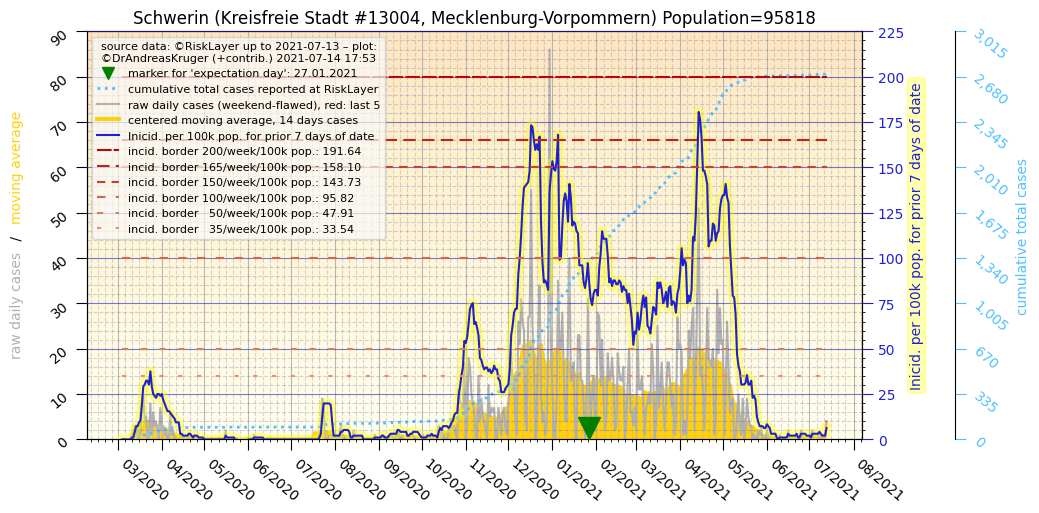 Schwerin (Kreisfreie Stadt #13004, Mecklenburg-Vorpommern) Population=95818
source data: ©RiskLayer up to 2021-07-13 – plot:
©DrAndreasKruger (+contrib.) 2021-07-14 17:53
marker for 'expectation day': 27.01.2021
cumulative total cases reported at RiskLayer
raw daily cases (weekend-flawed), red: last 5
centered moving average, 14 days cases
Inicid. per 100k pop. for prior 7 days of date
incid. border 200/week/100k pop.: 191.64
incid. border 165/week/100k pop.: 158.10
incid. border 150/week/100k pop.: 143.73
incid. border 100/week/100k pop.: 95.82
incid. border   50/week/100k pop.: 47.91
incid. border   35/week/100k pop.: 33.54
raw daily cases / moving average
90
80
70
60
50
40
30
20
10
0
03/2020
04/2020
05/2020
06/2020
07/2020
08/2020
09/2020
10/2020
11/2020
12/2020
01/2021
02/2021
03/2021
04/2021
05/2021
06/2021
07/2021
08/2021
225
200
175
150
125
100
75
50
25
0
Inicid. per 100k pop. for prior 7 days of date
3,015
2,680
2,345
2,010
1,675
1,340
1,005
670
335
0
cumulative total cases